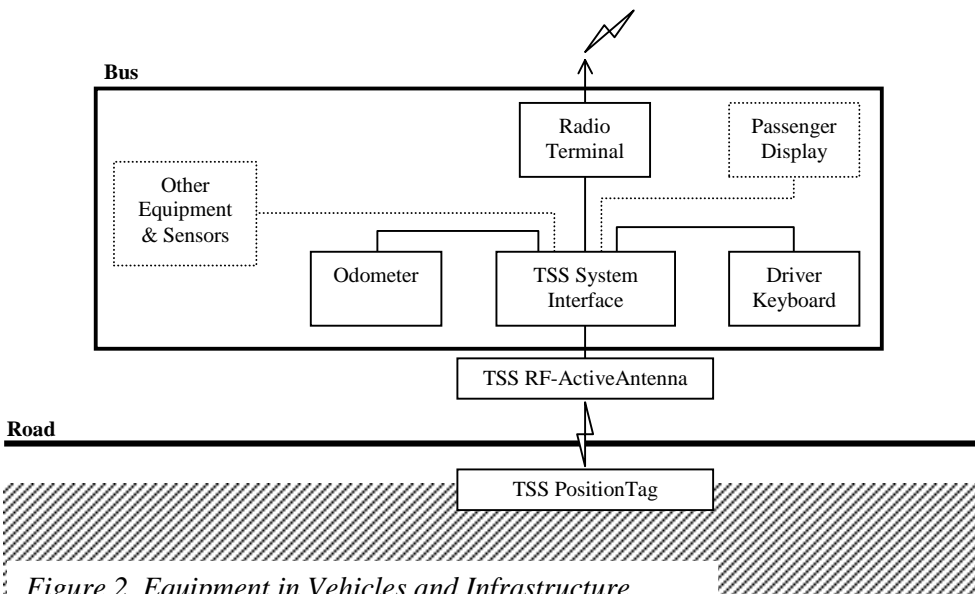 Bus
Radio
Terminal
Passenger
Display
Other
Equipment
& Sensors
Odometer
TSS System
Interface
Driver
Keyboard
TSS RF-ActiveAntenna
Road
TSS PositionTag
Figure 2. Equipment in Vehicles and Infrastructure